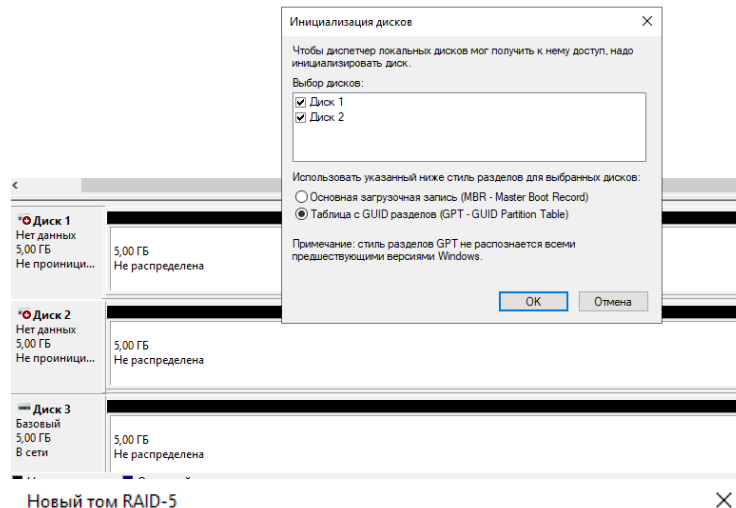 Инициализация дисков
Чтобы диспетчер локальных дисков мог получить к нему доступ, надо
инициализировать диск.
Выбор дисков:
Диск 1
Диск 2
Использовать указанный ниже стиль разделов для выбранных дисков:
Основная загрузочная запись (MBR - Master Boot Record)
Таблица с GUID разделов (GPT - GUID Partition Table)
Примечание: стиль разделов GPT не распознается всеми
предшествующими версиями Windows.
OK
Отмена
Диск 1
Нет данных
5,00 ГБ
Не проиници...
5,00 ГБ
Не распределена
Диск 2
Нет данных
5,00 ГБ
Не проиници...
5,00 ГБ
Не распределена
Диск 3
Базовый
5,00 ГБ
В сети
5,00 ГБ
Не распределена
Новый том RAID-5